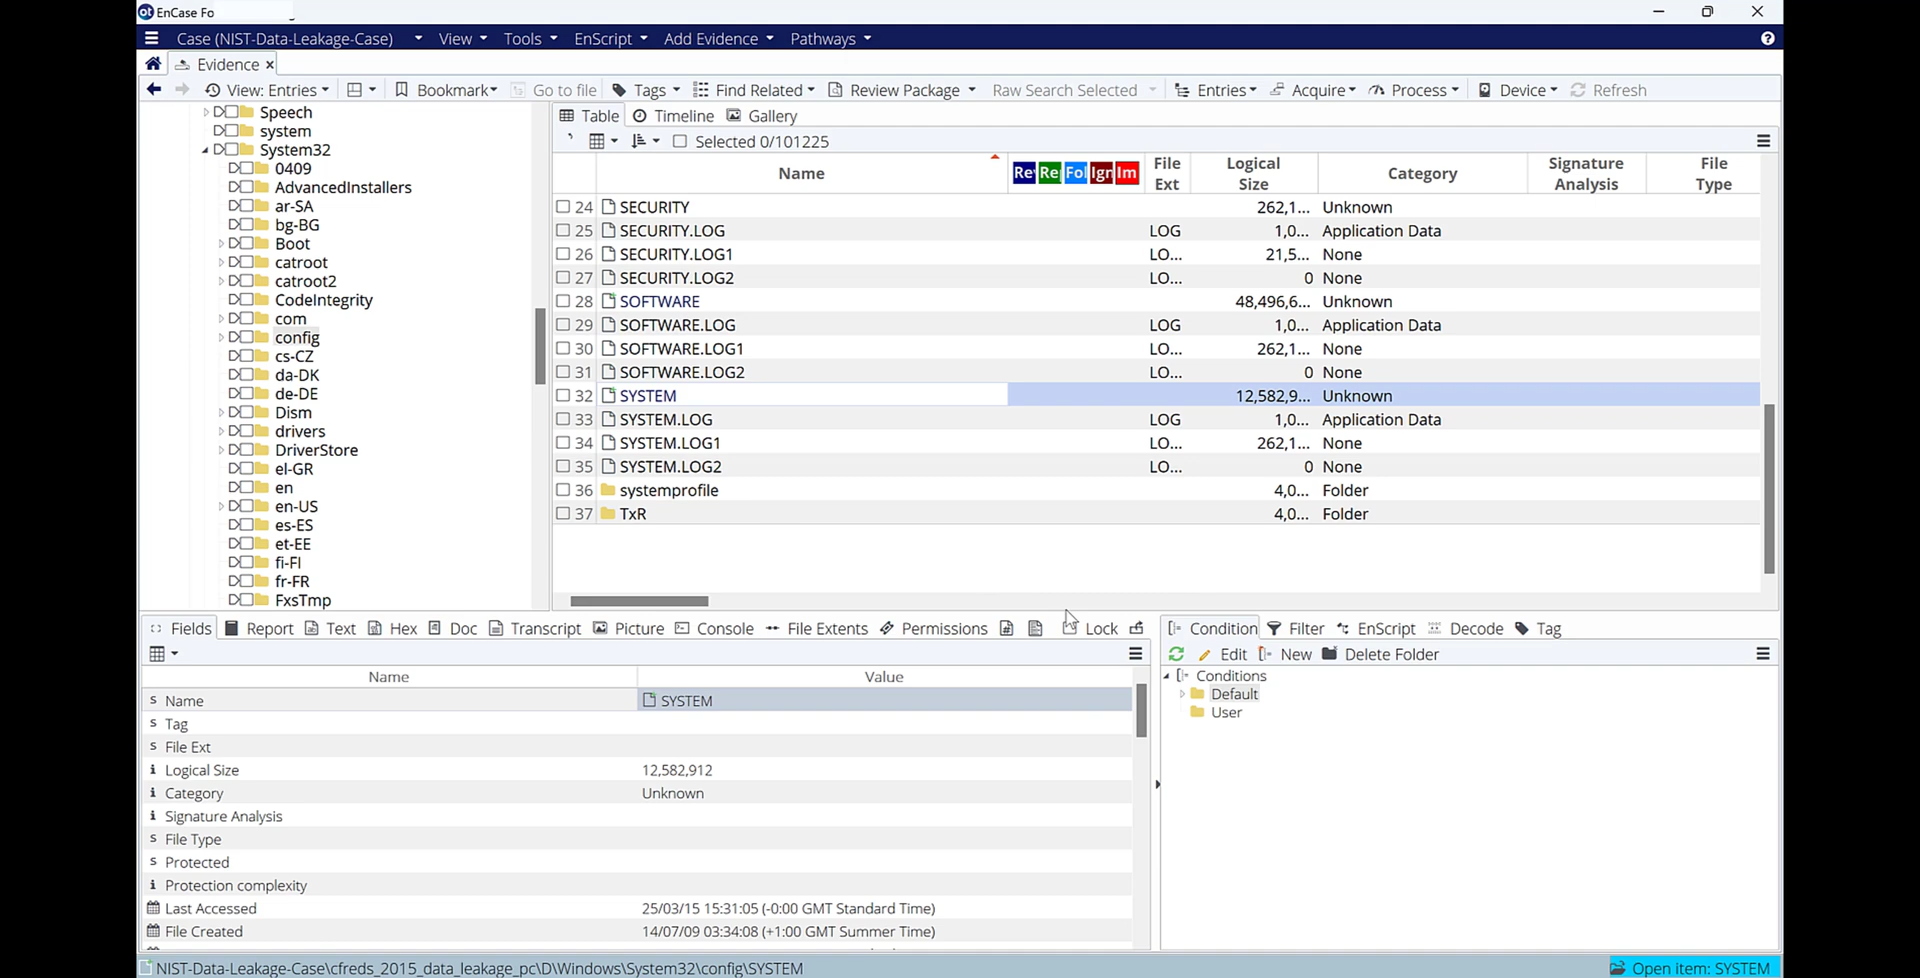 EnCase Fo
Case (NIST-Data-Leakage-Case) View Tools EnScript Add Evidence Pathways
Evidence
View: Entries Bookmark Go to file Tags Find Related Review Package Raw Search Selected Entries Acquire Process Device Refresh
Speech
system
System32
0409
AdvancedInstallers
ar-SA
bg-BG
Boot
catroot
catroot2
CodeIntegrity
com
config
cs-CZ
da-DK
de-DE
Dism
drivers
DriverStore
el-GR
en
en-US
es-ES
et-EE
fi-FI
fr-FR
FxsTmp
Table Timeline Gallery
Selected 0/101225
Name Re Re Fol Ign Im File Ext Logical Size Category Signature Analysis File Type
24 SECURITY 262,1... Unknown
25 SECURITY.LOG LOG 1,0... Application Data
26 SECURITY.LOG1 LO... 21,5... None
27 SECURITY.LOG2 LO... 0 None
28 SOFTWARE 48,496,6... Unknown
29 SOFTWARE.LOG LOG 1,0... Application Data
30 SOFTWARE.LOG1 LO... 262,1... None
31 SOFTWARE.LOG2 LO... 0 None
32 SYSTEM 12,582,9... Unknown
33 SYSTEM.LOG LOG 1,0... Application Data
34 SYSTEM.LOG1 LO... 262,1... None
35 SYSTEM.LOG2 LO... 0 None
36 systemprofile 4,0... Folder
37 TxR 4,0... Folder
Fields Report Text Hex Doc Transcript Picture Console File Extents Permissions Lock
Name Value
Name SYSTEM
Tag
File Ext
Logical Size 12,582,912
Category Unknown
Signature Analysis
File Type
Protected
Protection complexity
Last Accessed 25/03/15 15:31:05 (-0:00 GMT Standard Time)
File Created 14/07/09 03:34:08 (+1:00 GMT Summer Time)
Condition Filter EnScript Decode Tag
Edit New Delete Folder
Conditions
Default
User
NIST-Data-Leakage-Case\cfreds_2015_data_leakage_pc\D\Windows\System32\config\SYSTEM Open item: SYSTEM